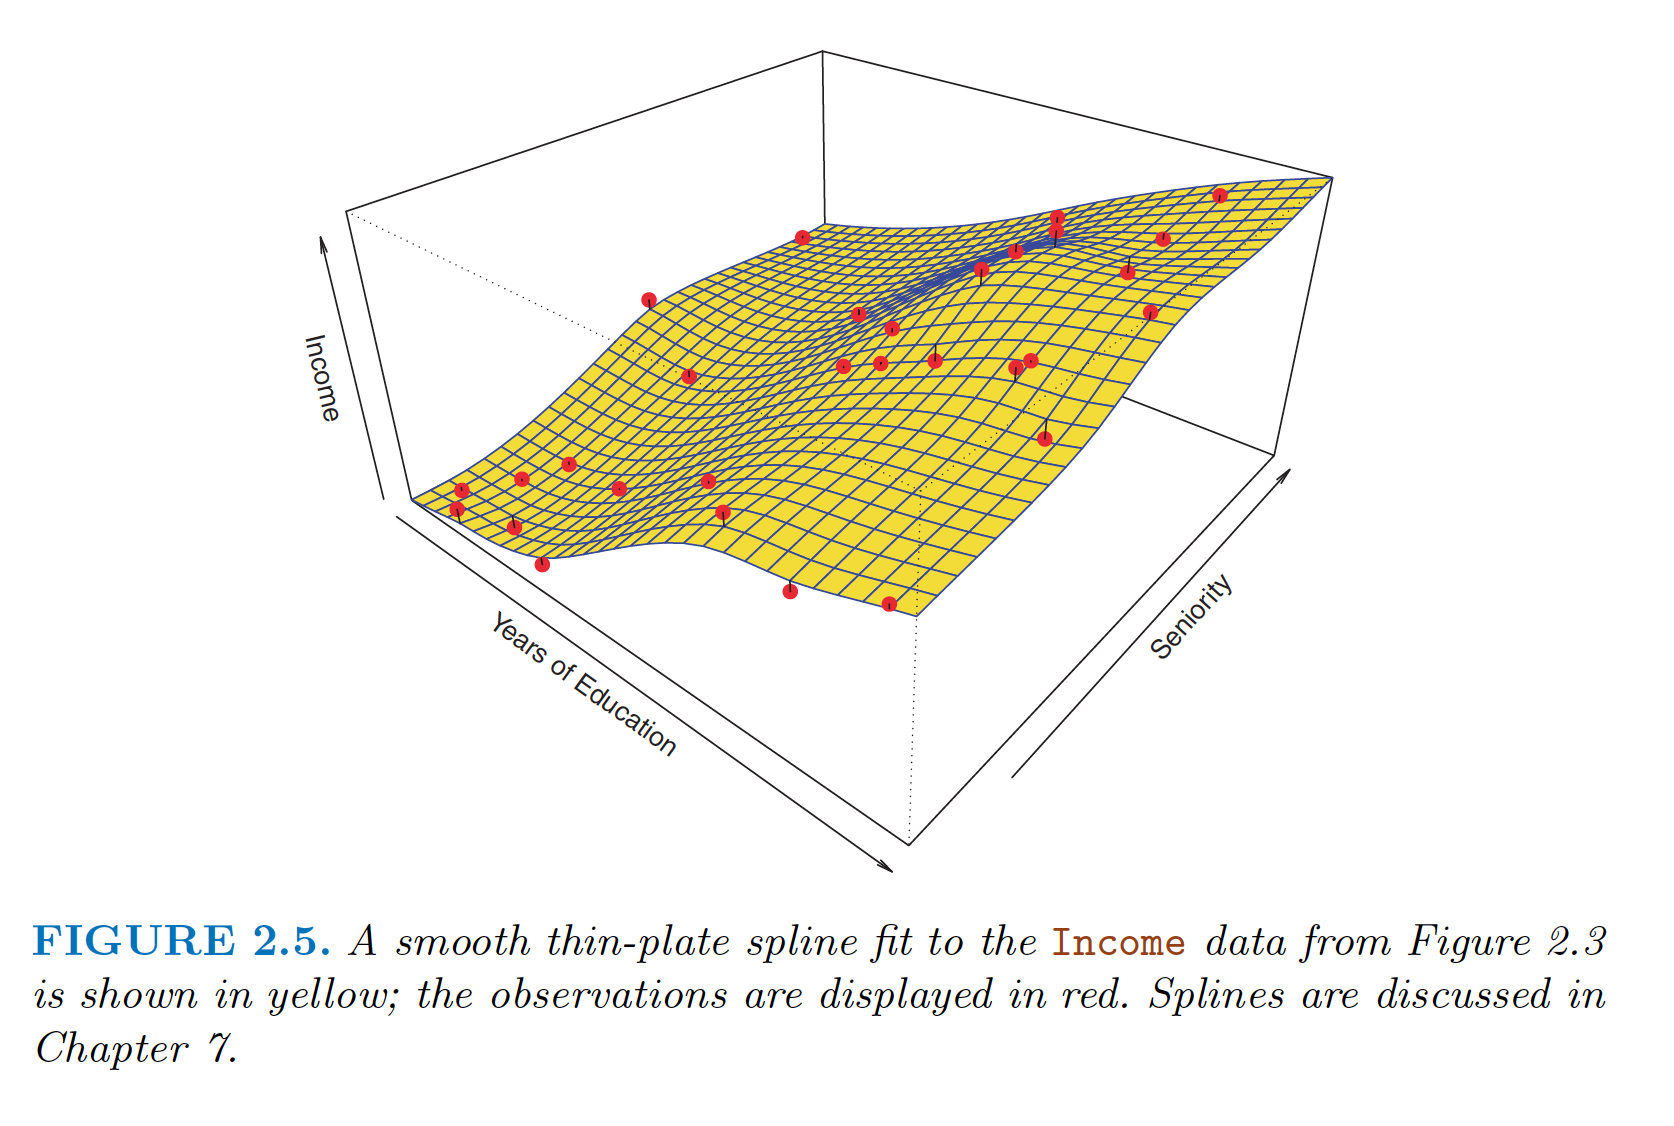 Income
Years of Education
Seniority
FIGURE 2.5. A smooth thin-plate spline fit to the Income data from Figure 2.3
is shown in yellow; the observations are displayed in red. Splines are discussed in
Chapter 7.